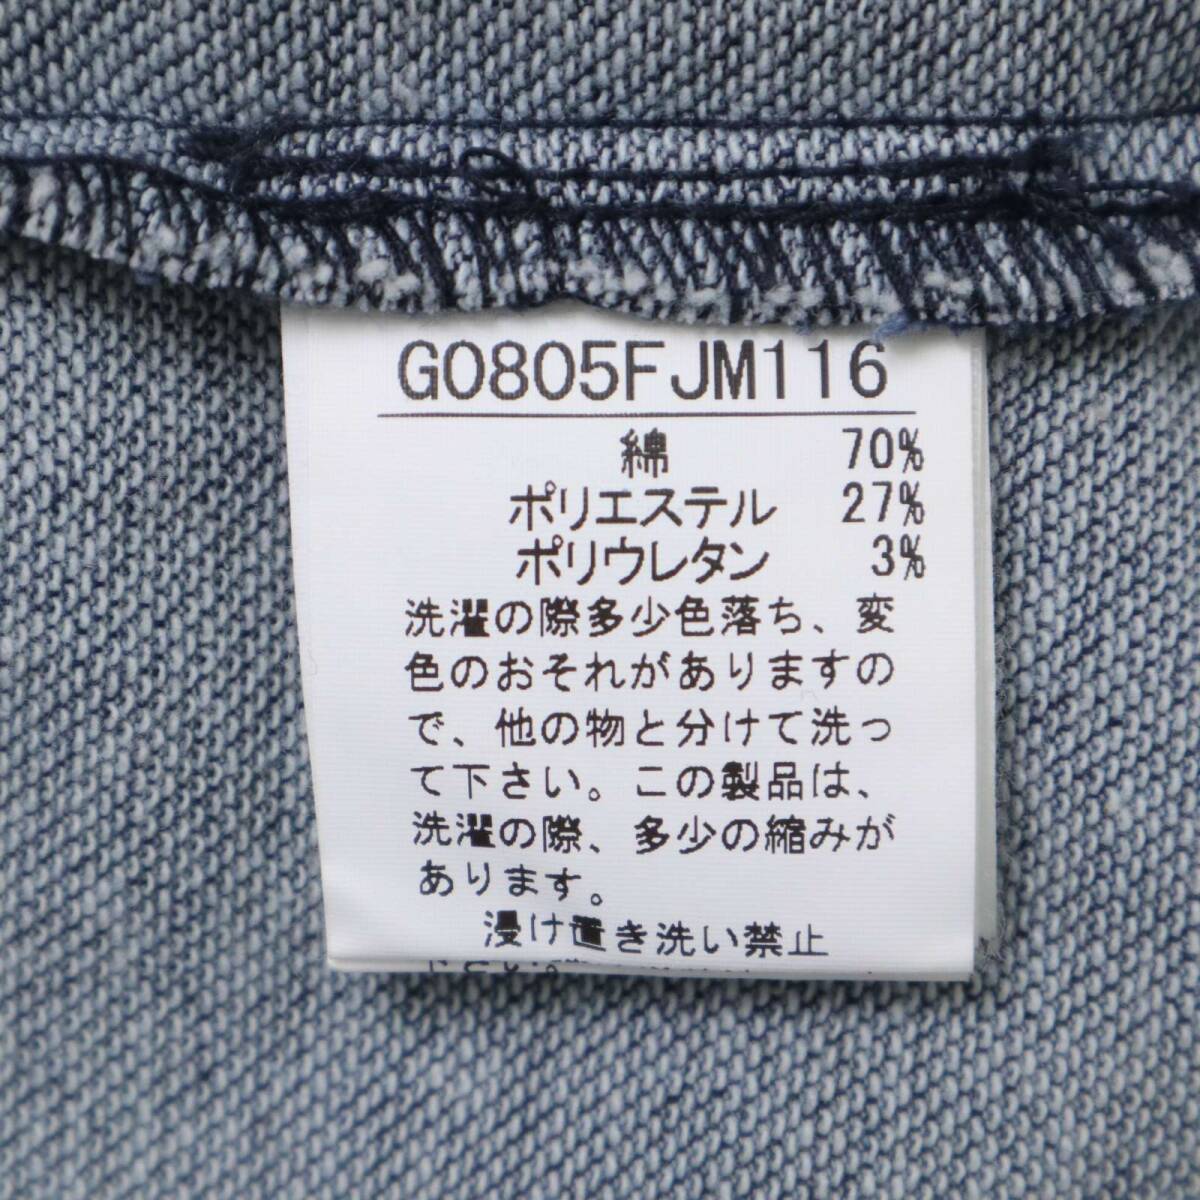 G0805FJM116
綿 70%
ポリエステル 27%
ポリウレタン 3%
洗濯の際多少色落ち、変
色のおそれがありますの
で、他の物と分けて洗っ
て下さい。この製品は、
洗濯の際、多少の縮みが
あります。
浸け置き洗い禁止